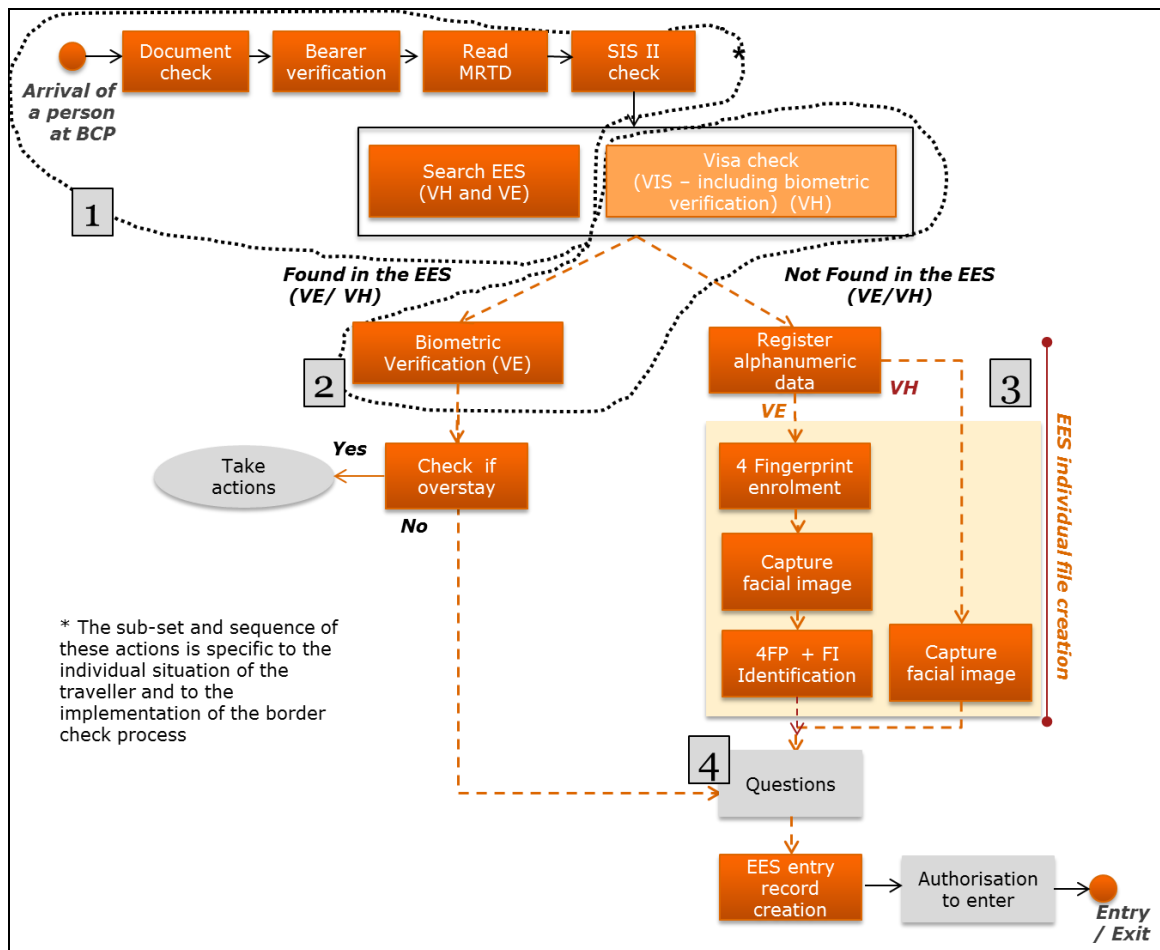 Document
check
Bearer
verification
Read
MRTD
SIS II
check
*
Arrival of
a person
at BCP
Search EES
(VH and VE)
Visa check
(VIS – including biometric
verification) (VH)
1
Found in the EES
(VE/ VH)
Not Found in the EES
(VE/VH)
Biometric
Verification (VE)
2
Register
alphanumeric
data
VH
3
VE
Yes
Take
actions
Check if
overstay
No
4 Fingerprint
enrolment
Capture
facial image
4FP + FI
Identification
Capture
facial image
EES individual file creation
* The sub-set and sequence of
these actions is specific to the
individual situation of the
traveller and to the
implementation of the border
check process
4
Questions
EES entry
record
creation
Authorisation
to enter
Entry
/ Exit